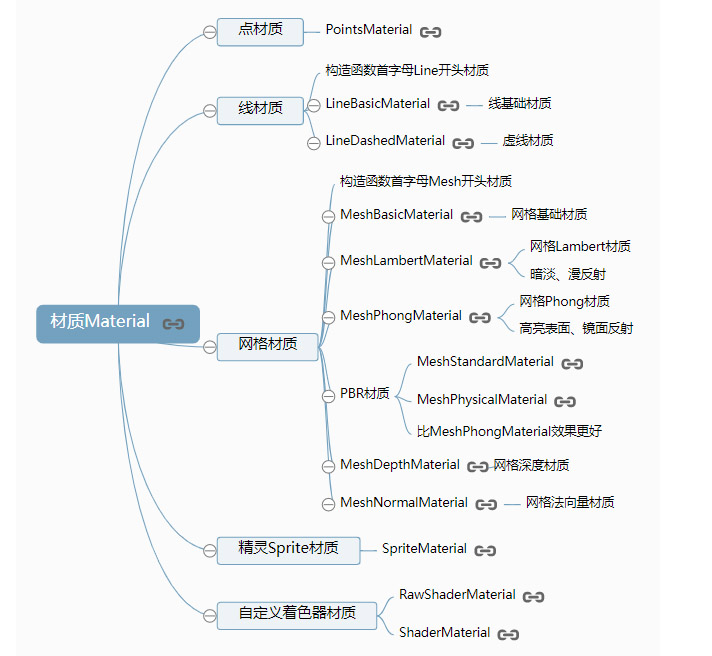 点材质
PointsMaterial
构造函数首字母Line开头材质
线材质
LineBasicMaterial
线基础材质
LineDashedMaterial
虚线材质
构造函数首字母Mesh开头材质
MeshBasicMaterial
网格基础材质
网格Lambert材质
MeshLambertMaterial
暗淡、漫反射
网格Phong材质
MeshPhongMaterial
高亮表面、镜面反射
材质Material
网格材质
MeshStandardMaterial
PBR材质
MeshPhysicalMaterial
比MeshPhongMaterial效果更好
MeshDepthMaterial
网格深度材质
MeshNormalMaterial
网格法向量材质
精灵Sprite材质
SpriteMaterial
RawShaderMaterial
自定义着色器材质
ShaderMaterial